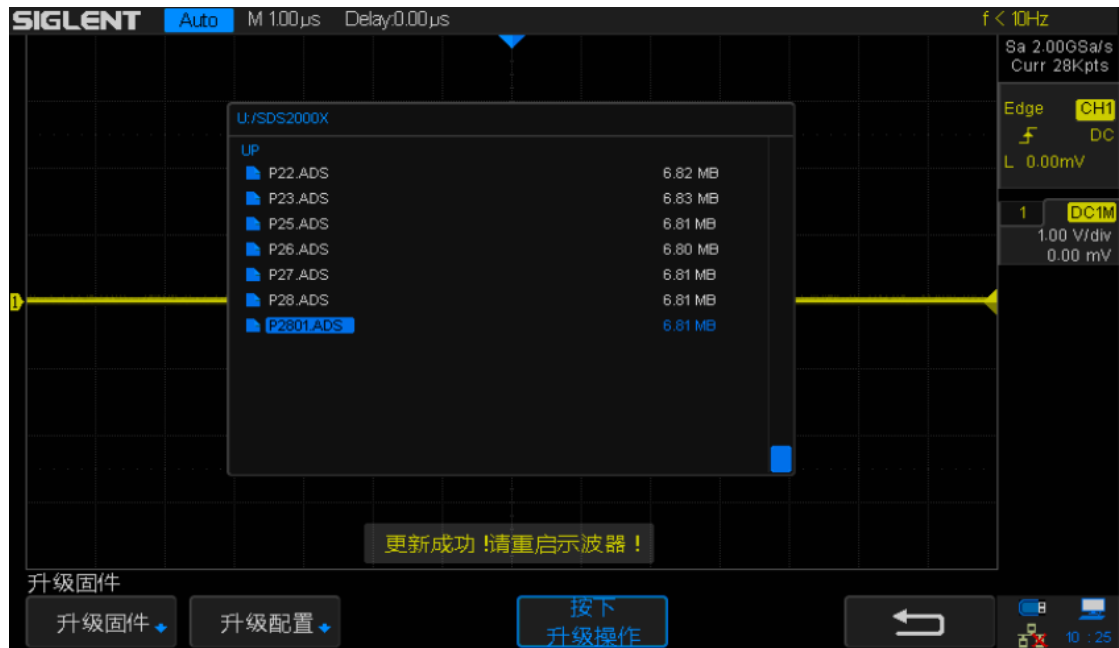 SIGLENT Auto M 1.00µs Delay:0.00µs f < 10Hz
Sa 2.00GSa/s
Curr 28Kpts
Edge CH1
DC
L 0.00mV
1 DC1M
1.00 V/div
0.00 mV
U:/SDS2000X
UP
P22.ADS 6.82 MB
P23.ADS 6.83 MB
P25.ADS 6.81 MB
P26.ADS 6.80 MB
P27.ADS 6.81 MB
P28.ADS 6.81 MB
P2801.ADS 6.81 MB
1
更新成功 !请重启示波器 !
升级固件
升级固件 升级配置 按下
升级操作
10 : 25